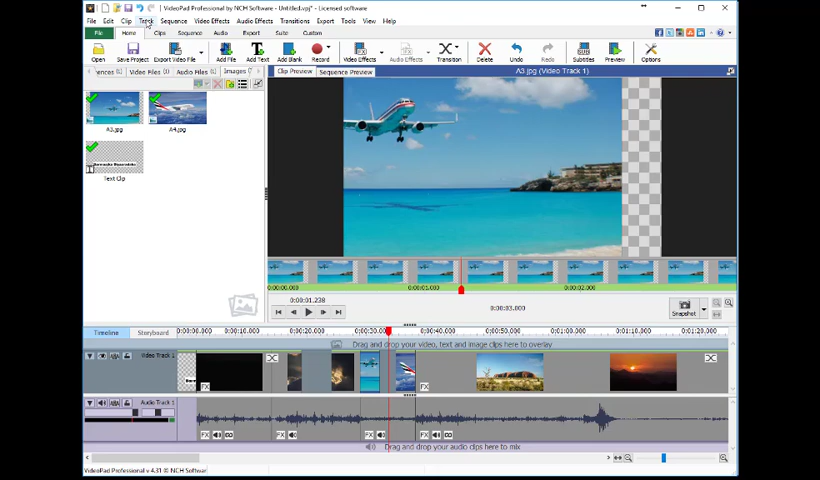 VideoPad Professional by NCH Software - Untitled.vpj* - Licensed software
File Edit Clip Track Sequence Video Effects Audio Effects Transitions Export Tools View Help
File Home Clips Sequence Audio Export Suite Custom
Open Save Project Import Video File Add File Add Text Add Blank Record Video Effects Audio Effects Transition Delete Undo Redo Subtitles Preview Options
Video Files Audio Files Images
Clip Preview Sequence Preview A3.jpg (Video Track 1)
A3.jpg A4.jpg
Text Clip
0:00:00.000 0:00:01.000 0:00:02.000
0:00:01.238
0:00:03.000
Snapshot
Timeline Storyboard 0:00:00.000 0:00:10.000 0:00:20.000 0:00:30.000 0:00:40.000 0:00:50.000 0:01:00.000 0:01:10.000 0:01:20.000
Drag and drop your video, text and image clips here to overlay
Video Track 1
FX FX
Audio Track 1
FX FX FX FX
Drag and drop your audio clips here to mix
VideoPad Professional v 4.31 © NCH Software